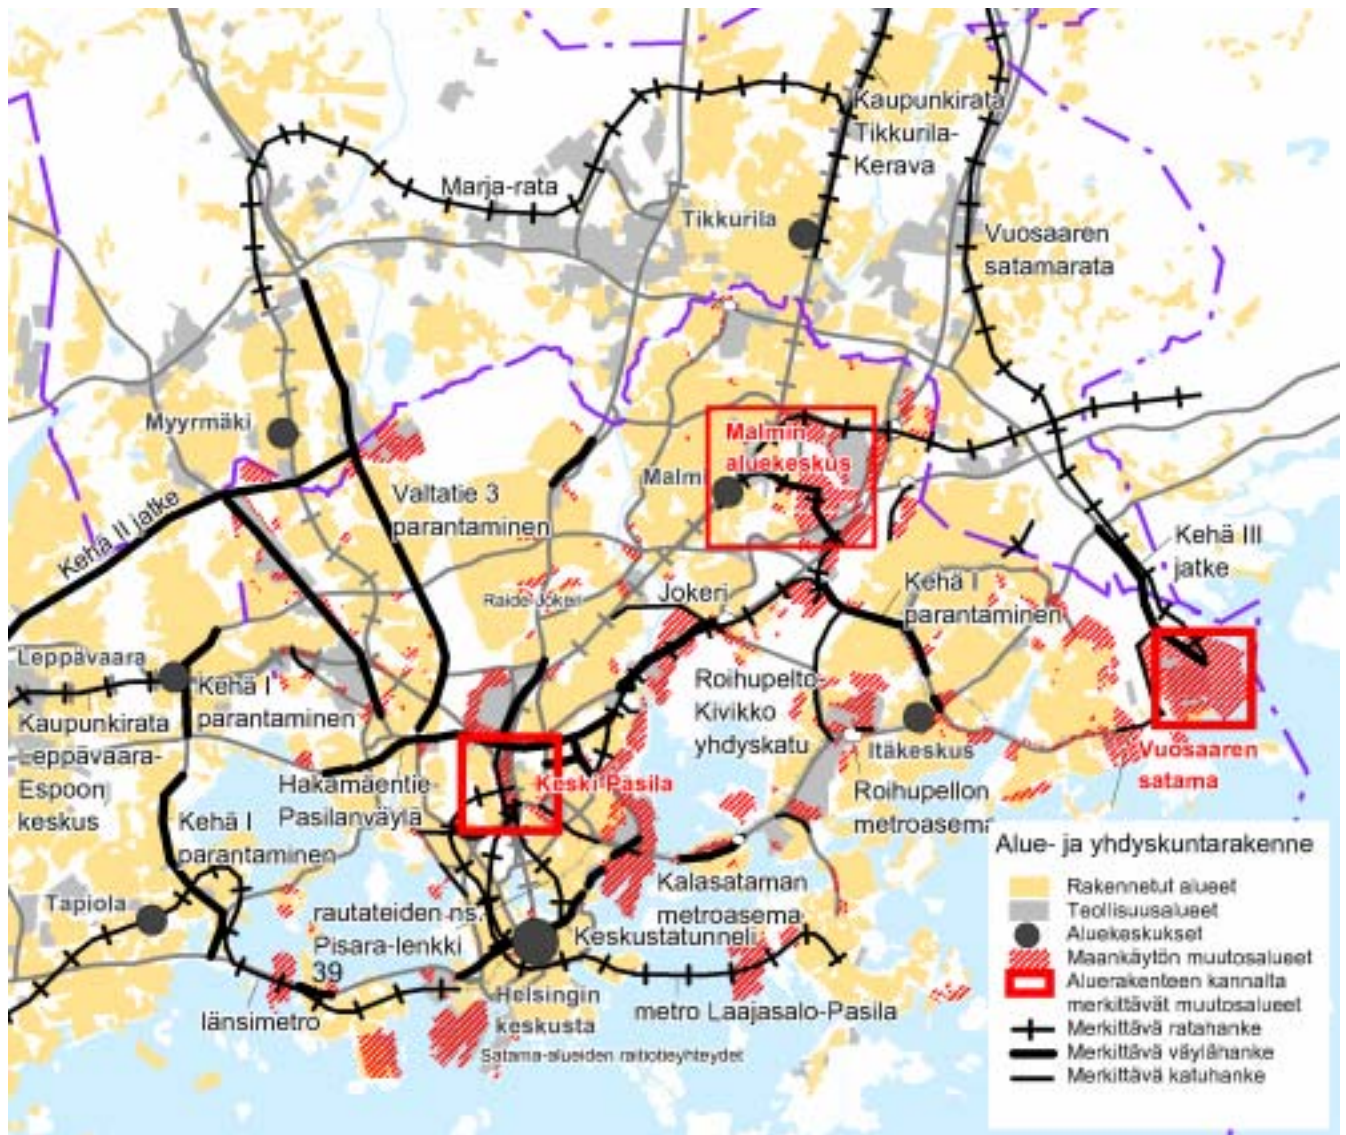 Kaupunkirata
Tikkurila-
Kerava
Marja-rata
Tikkurila
Vuosaaren
satamarata
Myyrmäki
Malmin
aluekeskus
Malmi
Valtatie 3
parantaminen
Kehä II jatke
Kehä III
jatke
Raide Jokeri
Jokeri
Kehä I
parantaminen
Leppävaara
Kehä I
parantaminen
Kaupunkirata
Leppävaara-
Espoon
keskus
Roihupelto-
Kivikko
yhdyskatu
Itäkeskus
Vuosaaren
satama
Hakamäentie-
Pasilanväylä
Keski-Pasila
Roihupellon
metroasema
Kehä I
parantaminen
Kalasataman
metroasema
Tapiola
rautateiden ns.
Pisara-lenkki
39
Keskustatunneli
länsimetro
Helsingin
keskusta
metro Laajasalo-Pasila
Satama-alueiden raitiotieyhteydet
Alue- ja yhdyskuntarakenne
Rakennetut alueet
Teollisuusalueet
Aluekeskukset
Maankäytön muutosalueet
Aluerakenteen kannalta
merkittävät muutosalueet
Merkittävä ratahanke
Merkittävä väylähanke
Merkittävä katuhanke